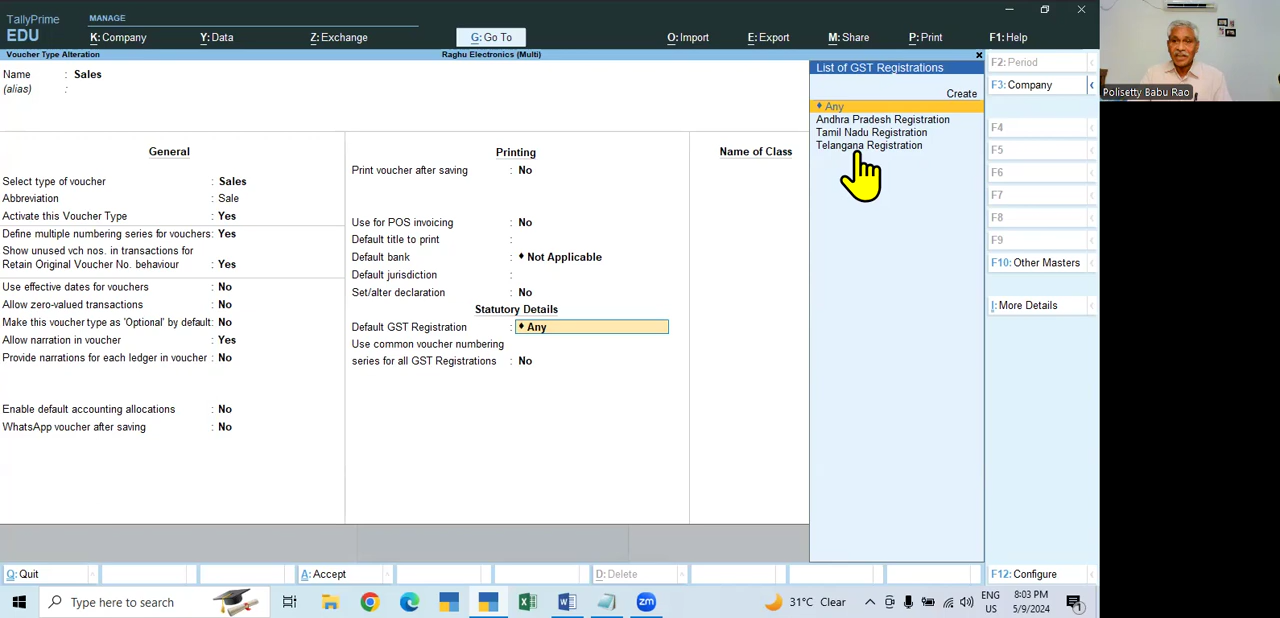 TallyPrime
EDU
MANAGE
K: Company
Y: Data
Z: Exchange
G: Go To
O: Import
E: Export
M: Share
P: Print
F1: Help
Voucher Type Alteration
Raghu Electronics (Multi)
Name : Sales
(alias) :
General
Select type of voucher : Sales
Abbreviation : Sale
Activate this Voucher Type : Yes
Define multiple numbering series for vouchers: Yes
Show unused vch nos. in transactions for
Retain Original Voucher No. behaviour : Yes
Use effective dates for vouchers : No
Allow zero-valued transactions : No
Make this voucher type as 'Optional' by default: No
Allow narration in voucher : Yes
Provide narrations for each ledger in voucher : No
Enable default accounting allocations : No
WhatsApp voucher after saving : No
Printing
Print voucher after saving : No
Use for POS invoicing : No
Default title to print :
Default bank : ♦ Not Applicable
Default jurisdiction :
Set/alter declaration : No
Statutory Details
Default GST Registration : ♦ Any
Use common voucher numbering
series for all GST Registrations : No
Name of Class
List of GST Registrations
Create
♦ Any
Andhra Pradesh Registration
Tamil Nadu Registration
Telangana Registration
F2: Period
F3: Company
F4
F5
F6
F7
F8
F9
F10: Other Masters
I: More Details
F12: Configure
Q: Quit
A: Accept
D: Delete
Polisetty Babu Rao
Type here to search
zm
31°C Clear
ENG
US
8:03 PM
5/9/2024
1